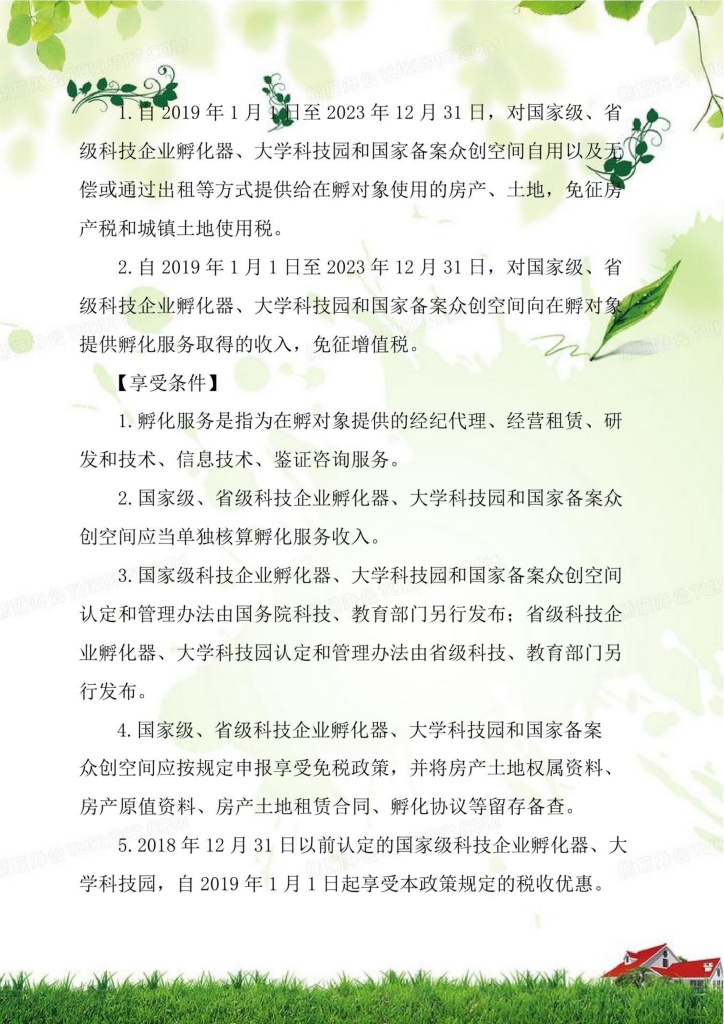 1.自 2019 年 1 月 1 日至 2023 年 12 月 31 日，对国家级、省
级科技企业孵化器、大学科技园和国家备案众创空间自用以及无
偿或通过出租等方式提供给在孵对象使用的房产、土地，免征房
产税和城镇土地使用税。
2.自 2019 年 1 月 1 日至 2023 年 12 月 31 日，对国家级、省
级科技企业孵化器、大学科技园和国家备案众创空间向在孵对象
提供孵化服务取得的收入，免征增值税。
【享受条件】
1.孵化服务是指为在孵对象提供的经纪代理、经营租赁、研
发和技术、信息技术、鉴证咨询服务。
2.国家级、省级科技企业孵化器、大学科技园和国家备案众
创空间应当单独核算孵化服务收入。
3.国家级科技企业孵化器、大学科技园和国家备案众创空间
认定和管理办法由国务院科技、教育部门另行发布；省级科技企
业孵化器、大学科技园认定和管理办法由省级科技、教育部门另
行发布。
4.国家级、省级科技企业孵化器、大学科技园和国家备案
众创空间应按规定申报享受免税政策，并将房产土地权属资料、
房产原值资料、房产土地租赁合同、孵化协议等留存备查。
5.2018 年 12 月 31 日以前认定的国家级科技企业孵化器、大
学科技园，自 2019 年 1 月 1 日起享受本政策规定的税收优惠。